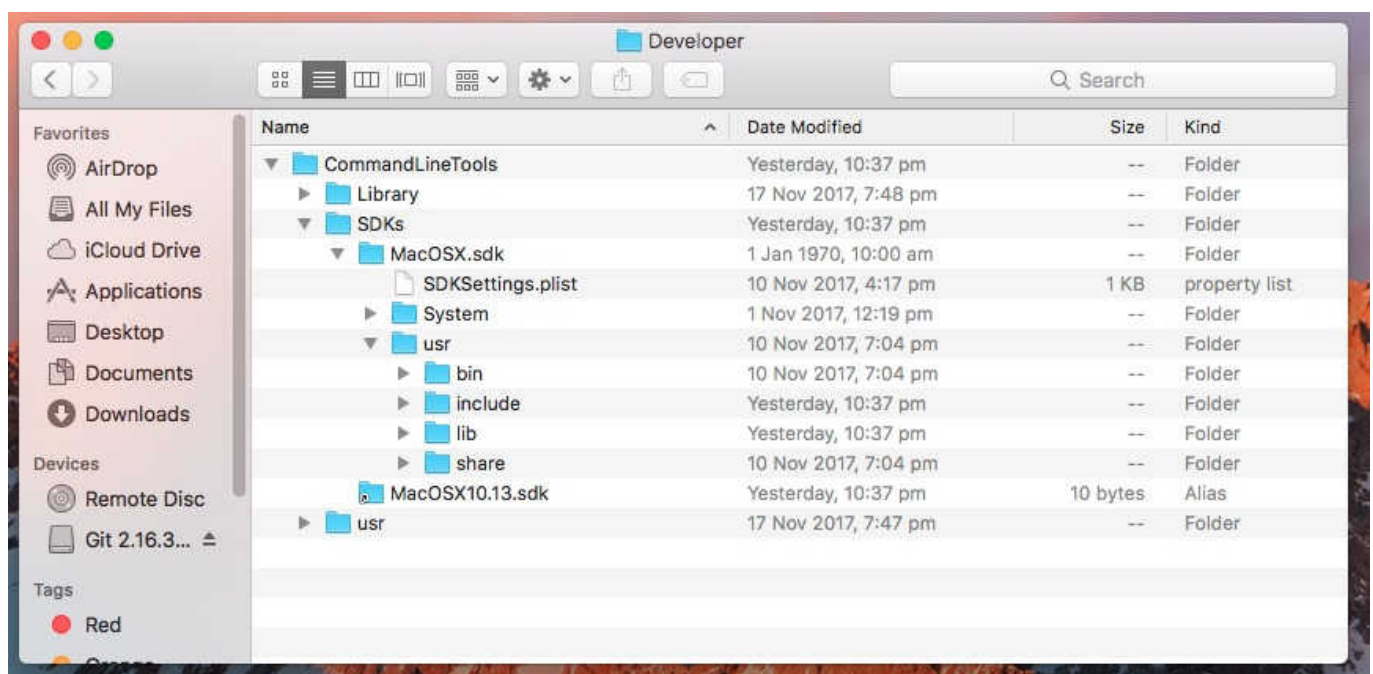 Developer
Search
Favorites
AirDrop
All My Files
iCloud Drive
Applications
Desktop
Documents
Downloads
Devices
Remote Disc
Git 2.16.3...
Tags
Red
Name Date Modified Size Kind
CommandLineTools Yesterday, 10:37 pm -- Folder
Library 17 Nov 2017, 7:48 pm -- Folder
SDKs Yesterday, 10:37 pm -- Folder
MacOSX.sdk 1 Jan 1970, 10:00 am -- Folder
SDKSettings.plist 10 Nov 2017, 4:17 pm 1 KB property list
System 1 Nov 2017, 12:19 pm -- Folder
usr 10 Nov 2017, 7:04 pm -- Folder
bin 10 Nov 2017, 7:04 pm -- Folder
include Yesterday, 10:37 pm -- Folder
lib Yesterday, 10:37 pm -- Folder
share 10 Nov 2017, 7:04 pm -- Folder
MacOSX10.13.sdk Yesterday, 10:37 pm 10 bytes Alias
usr 17 Nov 2017, 7:47 pm -- Folder